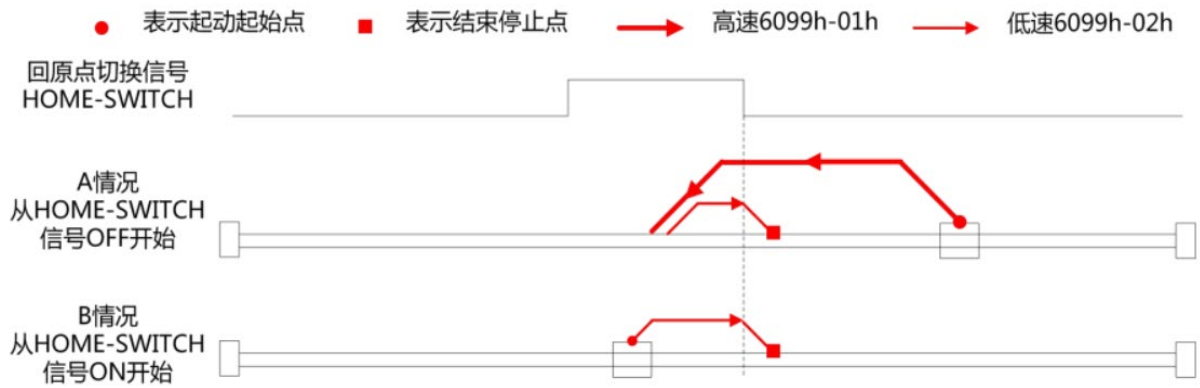 表示起动起始点 表示结束停止点 高速6099h-01h 低速6099h-02h
回原点切换信号
HOME-SWITCH
A情况
从HOME-SWITCH
信号OFF开始
B情况
从HOME-SWITCH
信号ON开始